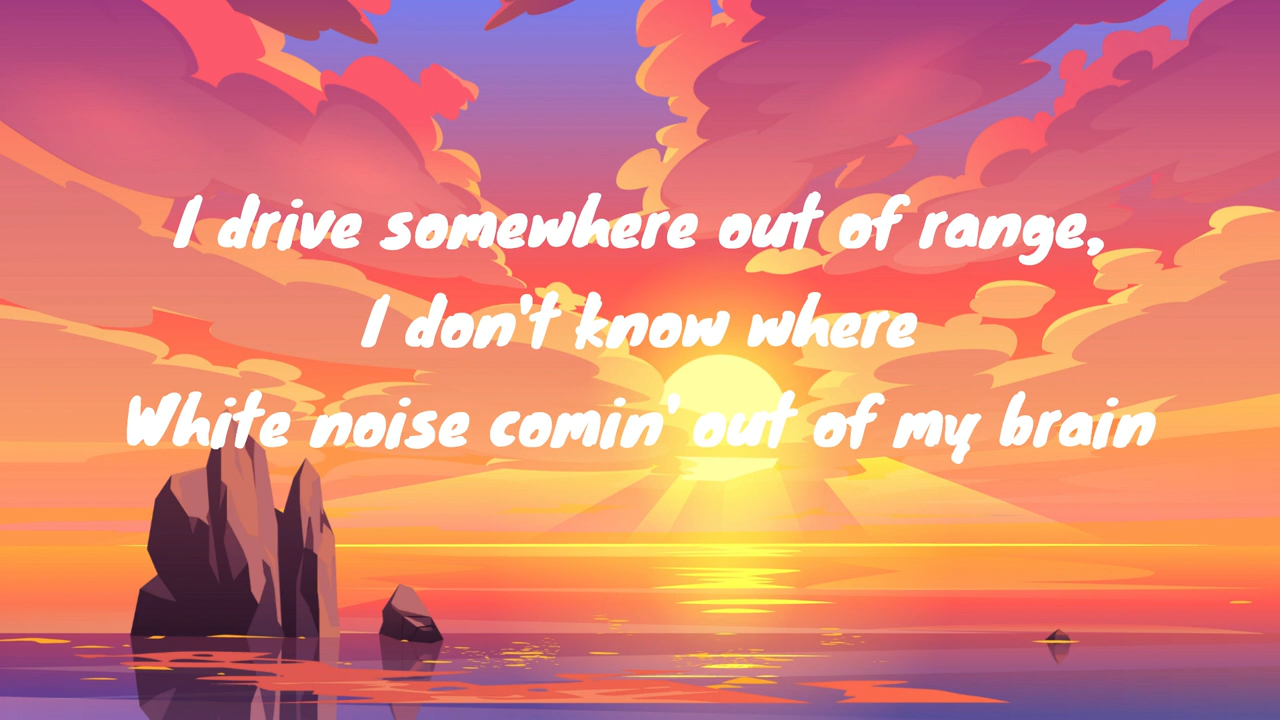 I drive somewhere out of range,
I don't know where
White noise comin' out of my brain